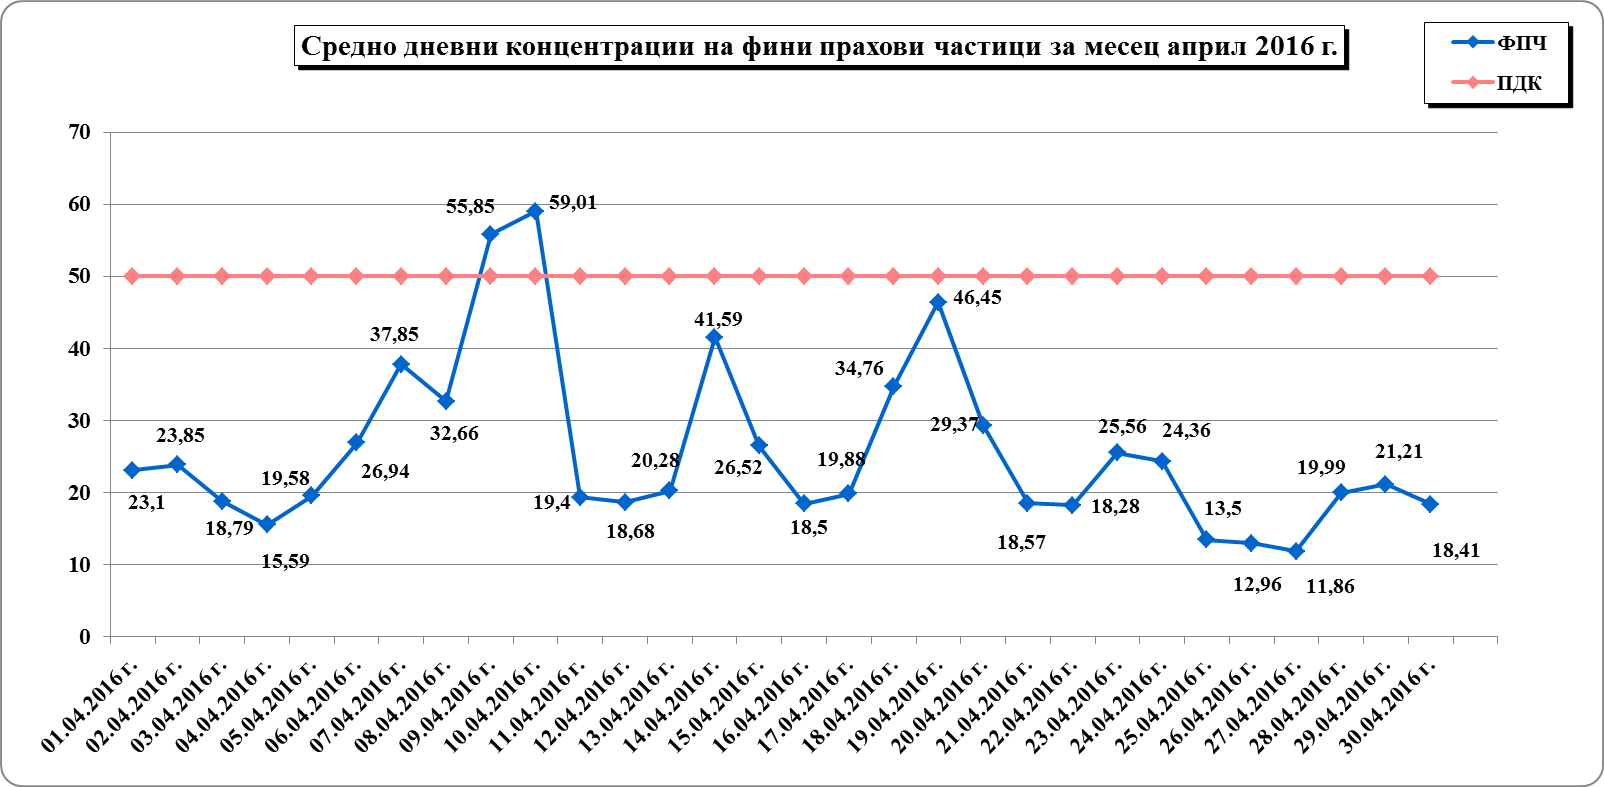 Средно дневни концентрации на фини прахови частици за месец април 2016 г.
ФПЧ
ПДК
70
60
50
40
30
20
10
0
23,1
23,85
18,79
15,59
19,58
26,94
37,85
32,66
55,85
59,01
19,4
18,68
20,28
41,59
26,52
18,5
19,88
34,76
46,45
29,37
18,57
18,28
25,56
24,36
13,5
12,96
11,86
19,99
21,21
18,41
01.04.2016г.
02.04.2016г.
03.04.2016г.
04.04.2016г.
05.04.2016г.
06.04.2016г.
07.04.2016г.
08.04.2016г.
09.04.2016г.
10.04.2016г.
11.04.2016г.
12.04.2016г.
13.04.2016г.
14.04.2016г.
15.04.2016г.
16.04.2016г.
17.04.2016г.
18.04.2016г.
19.04.2016г.
20.04.2016г.
21.04.2016г.
22.04.2016г.
23.04.2016г.
24.04.2016г.
25.04.2016г.
26.04.2016г.
27.04.2016г.
28.04.2016г.
29.04.2016г.
30.04.2016г.